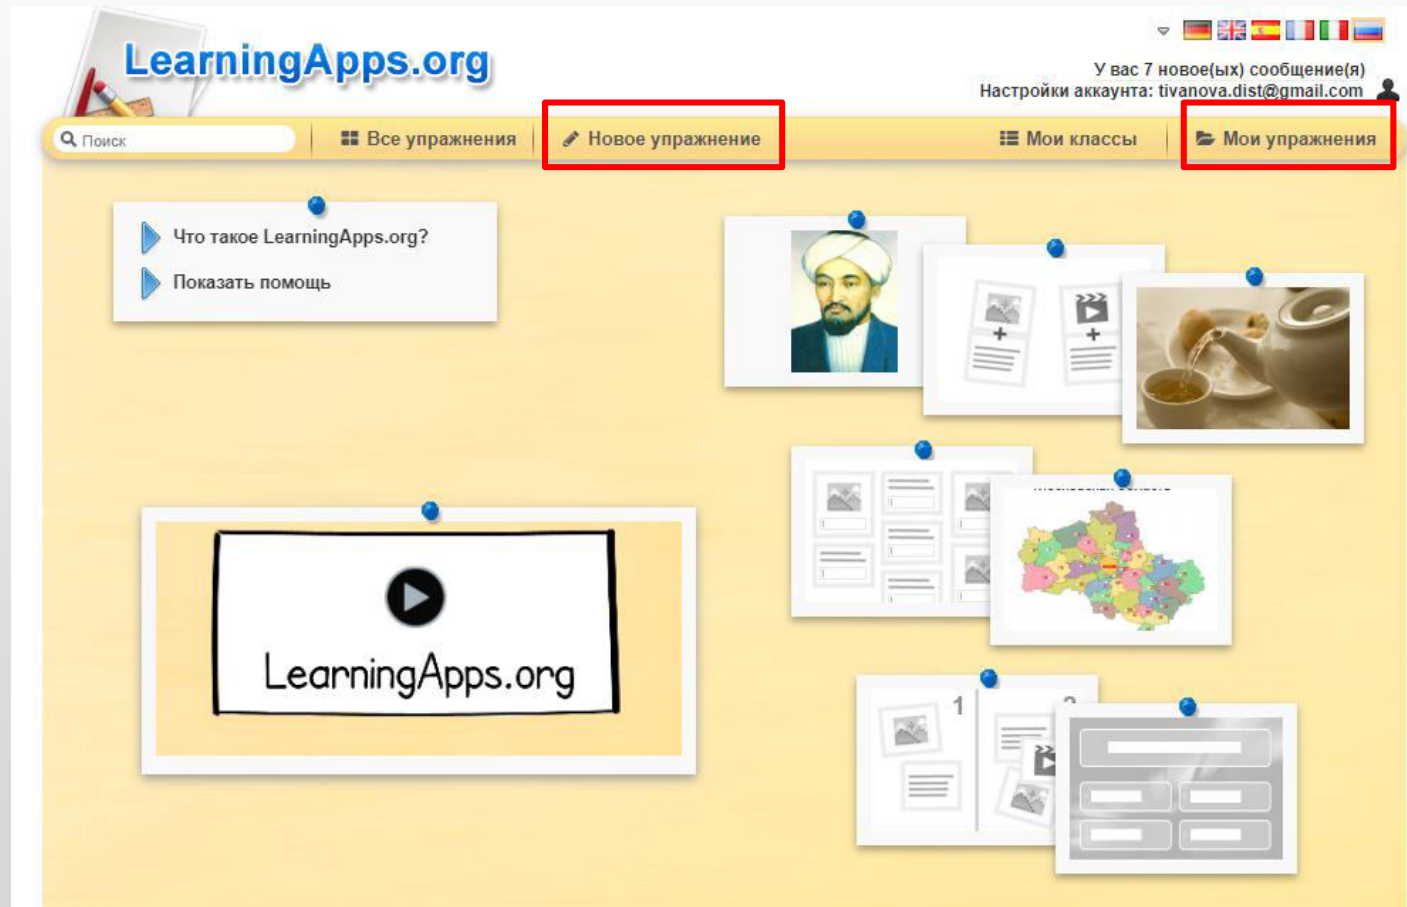 LearningApps.org
У вас 7 новое(ых) сообщение(я)
Настройки аккаунта: tivanova.dist@gmail.com
Поиск
Все упражнения
Новое упражнение
Мои классы
Мои упражнения
Что такое LearningApps.org?
Показать помощь
LearningApps.org
1